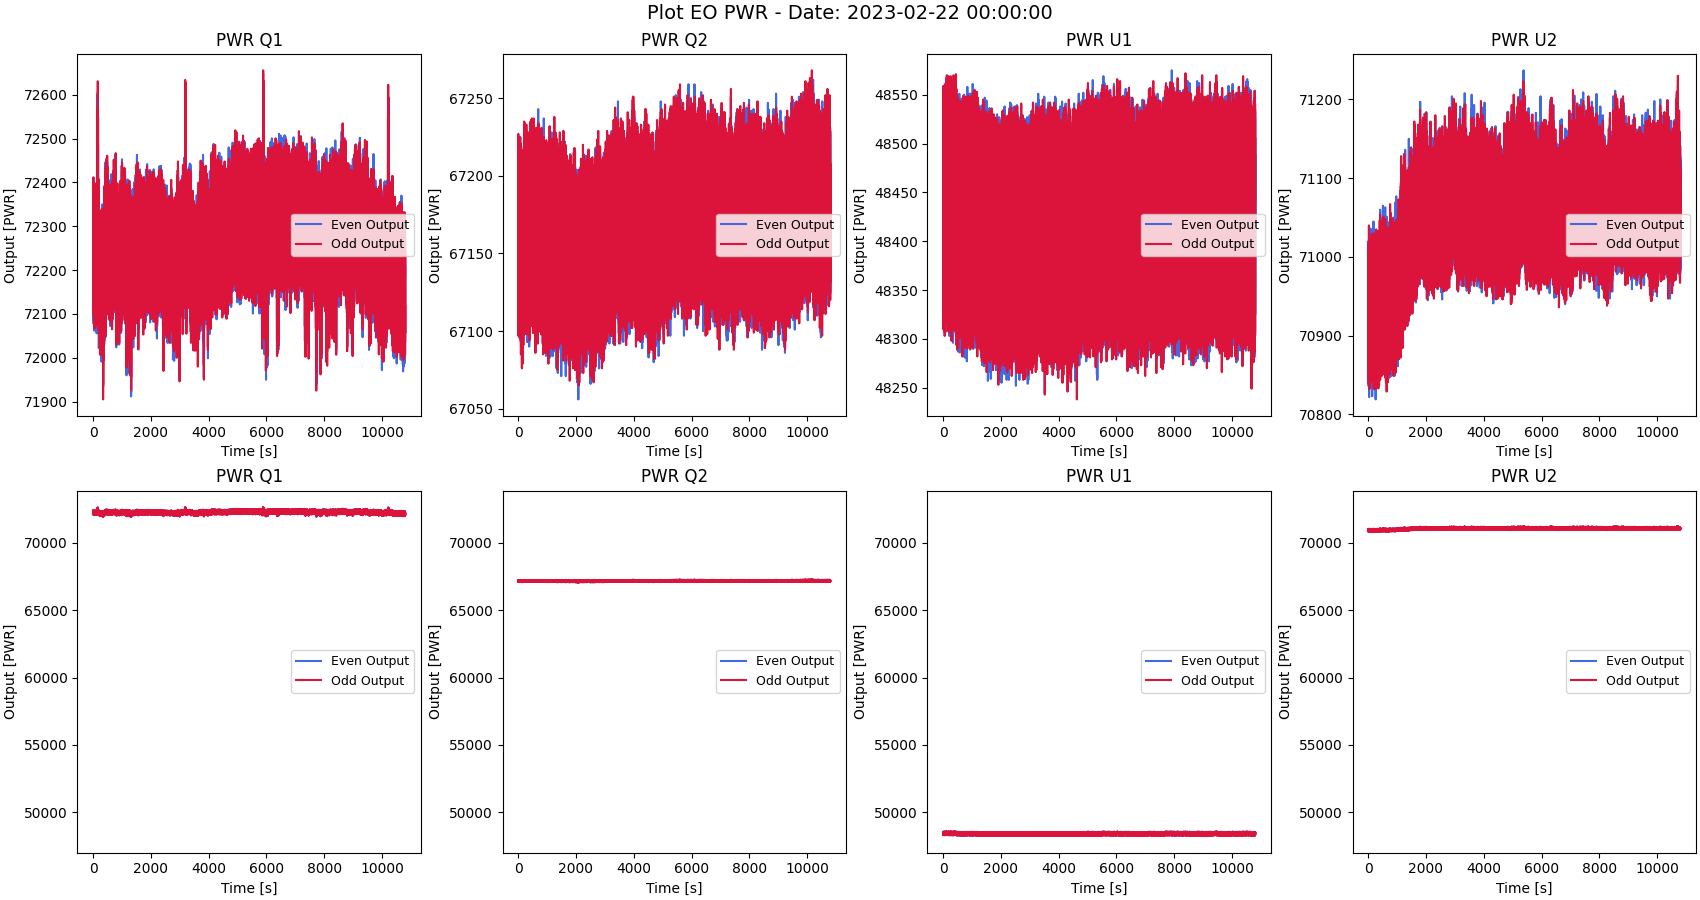 Plot EO PWR - Date: 2023-02-22 00:00:00
PWR Q1
Output [PWR]
72600
72500
72400
72300
72200
72100
72000
71900
Even Output
Odd Output
0 2000 4000 6000 8000 10000
Time [s]
PWR Q2
Output [PWR]
67250
67200
67150
67100
67050
Even Output
Odd Output
0 2000 4000 6000 8000 10000
Time [s]
PWR U1
Output [PWR]
48550
48500
48450
48400
48350
48300
48250
Even Output
Odd Output
0 2000 4000 6000 8000 10000
Time [s]
PWR U2
Output [PWR]
71200
71100
71000
70900
70800
Even Output
Odd Output
0 2000 4000 6000 8000 10000
Time [s]
PWR Q1
Output [PWR]
70000
65000
60000
55000
50000
Even Output
Odd Output
0 2000 4000 6000 8000 10000
Time [s]
PWR Q2
Output [PWR]
70000
65000
60000
55000
50000
Even Output
Odd Output
0 2000 4000 6000 8000 10000
Time [s]
PWR U1
Output [PWR]
70000
65000
60000
55000
50000
Even Output
Odd Output
0 2000 4000 6000 8000 10000
Time [s]
PWR U2
Output [PWR]
70000
65000
60000
55000
50000
Even Output
Odd Output
0 2000 4000 6000 8000 10000
Time [s]